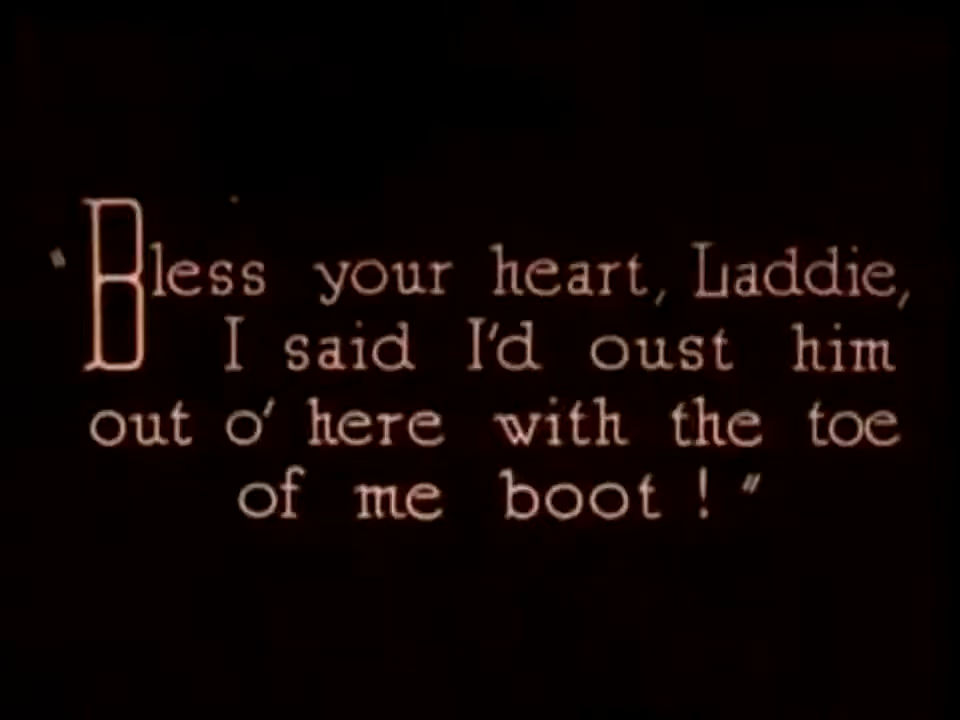 "Bless your heart, Laddie,
I said I'd oust him
out o' here with the toe
of me boot!"